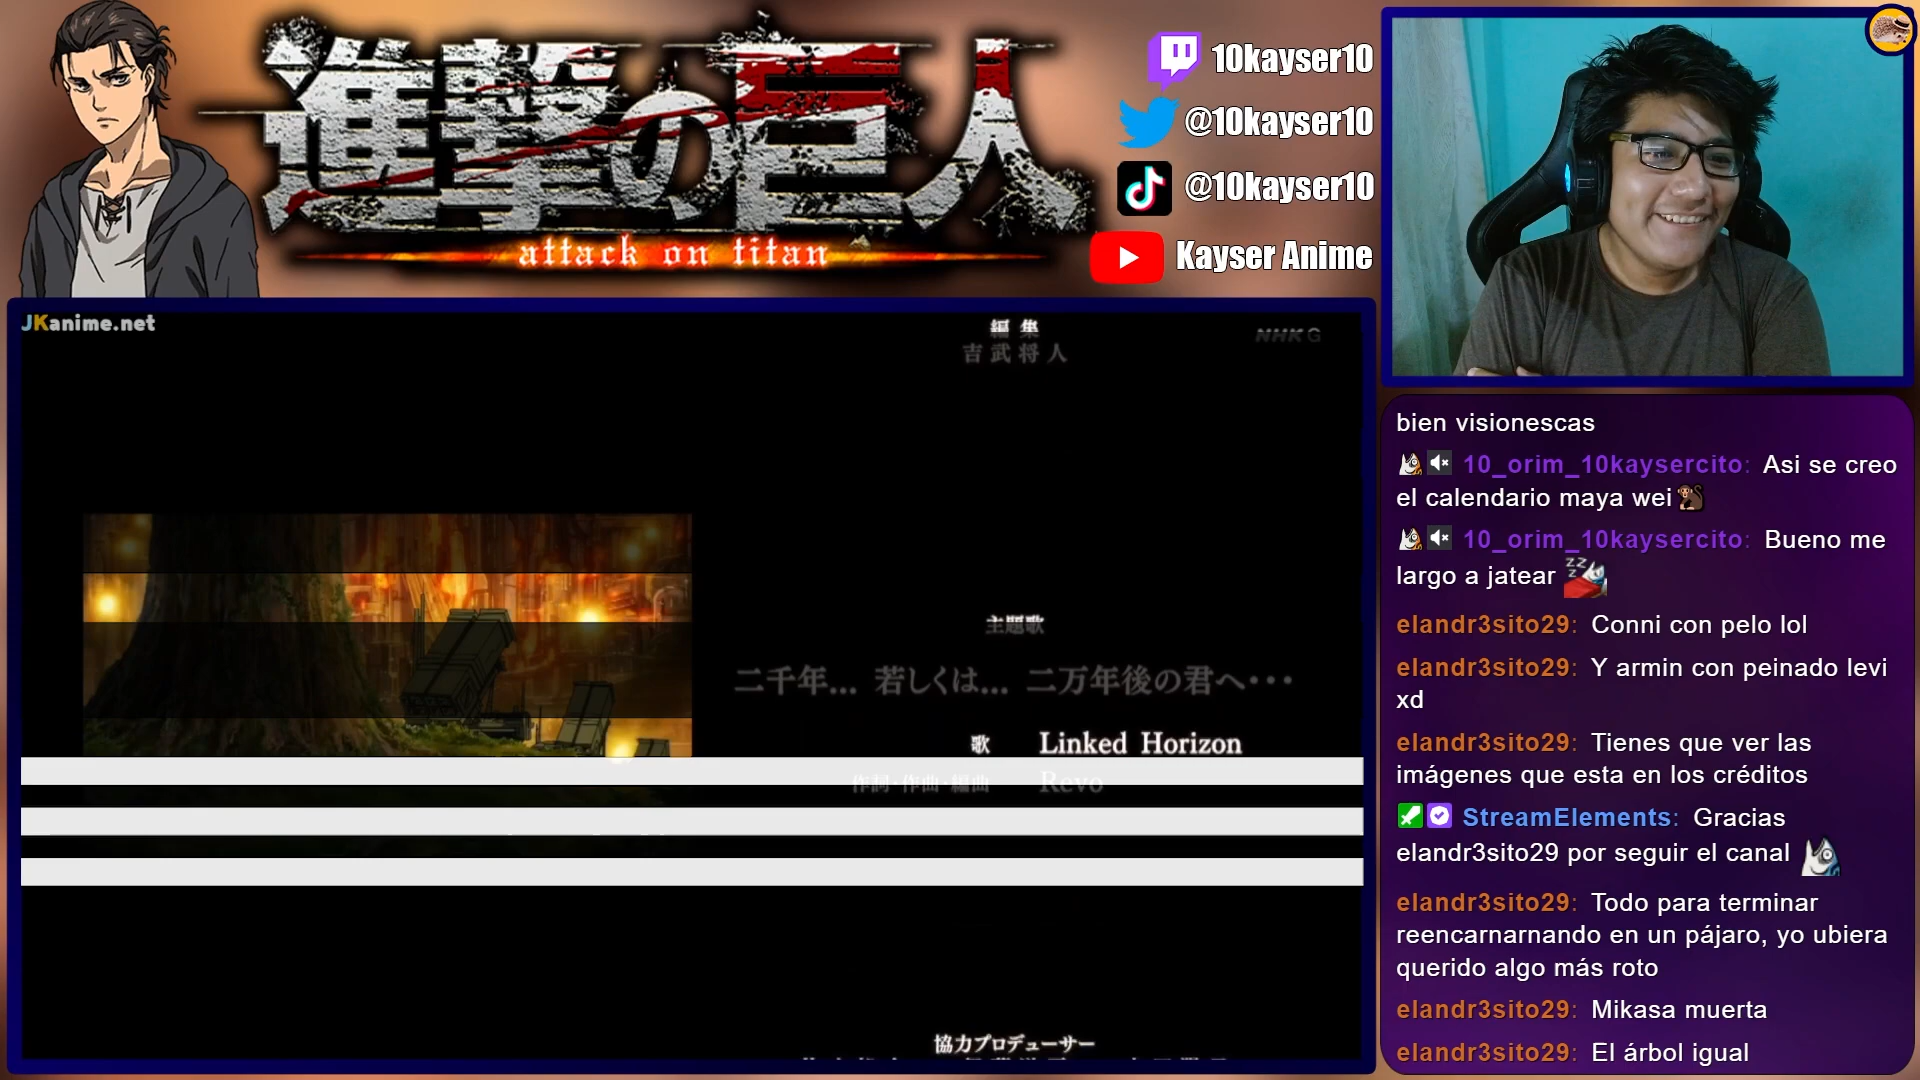 進撃の巨人
attack on titan
10kayser10
@10kayser10
@10kayser10
Kayser Anime
JKanime.net
編集
吉武将人
NHK G
主題歌
二千年... 若しくは... 二万年後の君へ・・・
歌 Linked Horizon
作詞・作曲・編曲 Revo
協力プロデューサー
bien visionescas
10_orim_10kaysercito: Asi se creo
el calendario maya wei
10_orim_10kaysercito: Bueno me
largo a jatear
elandr3sito29: Conni con pelo lol
elandr3sito29: Y armin con peinado levi
xd
elandr3sito29: Tienes que ver las
imágenes que esta en los créditos
StreamElements: Gracias
elandr3sito29 por seguir el canal
elandr3sito29: Todo para terminar
reencarnarnando en un pájaro, yo ubiera
querido algo más roto
elandr3sito29: Mikasa muerta
elandr3sito29: El árbol igual